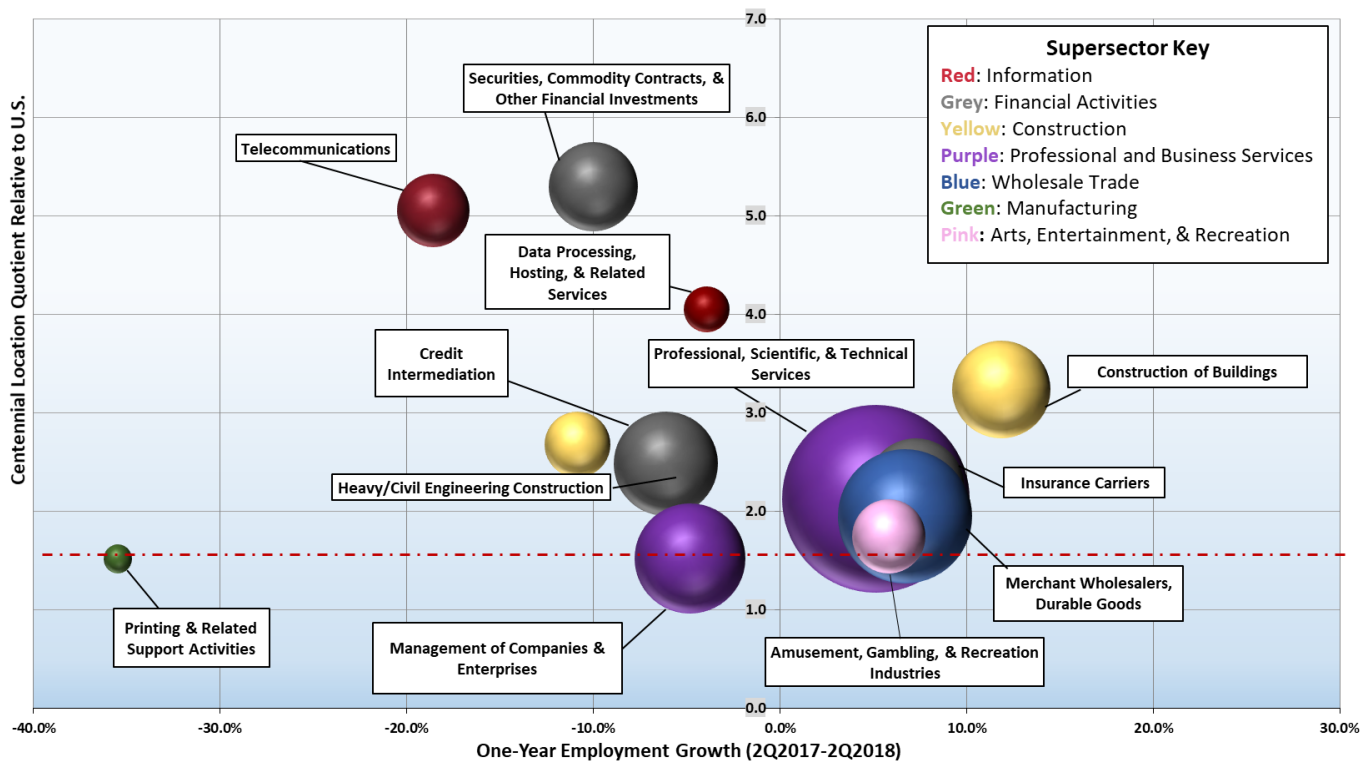 7.0
6.0
5.0
4.0
3.0
2.0
1.0
0.0
Centennial Location Quotient Relative to U.S.
Supersector Key
Red: Information
Grey: Financial Activities
Yellow: Construction
Purple: Professional and Business Services
Blue: Wholesale Trade
Green: Manufacturing
Pink: Arts, Entertainment, & Recreation
Securities, Commodity Contracts, &
Other Financial Investments
Telecommunications
Data Processing,
Hosting, & Related
Services
Credit
Intermediation
Professional, Scientific, & Technical
Services
Construction of Buildings
Heavy/Civil Engineering Construction
Insurance Carriers
Merchant Wholesalers,
Durable Goods
Printing & Related
Support Activities
Management of Companies &
Enterprises
Amusement, Gambling, & Recreation
Industries
-40.0%
-30.0%
-20.0%
-10.0%
0.0%
10.0%
20.0%
30.0%
One-Year Employment Growth (2Q2017-2Q2018)